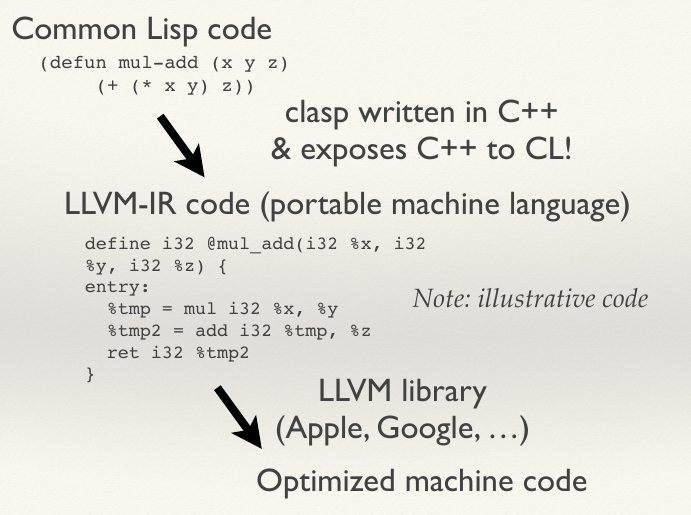 Common Lisp code
(defun mul-add (x y z)
(+ (* x y) z))
clasp written in C++
& exposes C++ to CL!
LLVM-IR code (portable machine language)
define i32 @mul_add(i32 %x, i32
%y, i32 %z) {
entry:
%tmp = mul i32 %x, %y
%tmp2 = add i32 %tmp, %z
ret i32 %tmp2
}
Note: illustrative code
LLVM library
(Apple, Google, …)
Optimized machine code